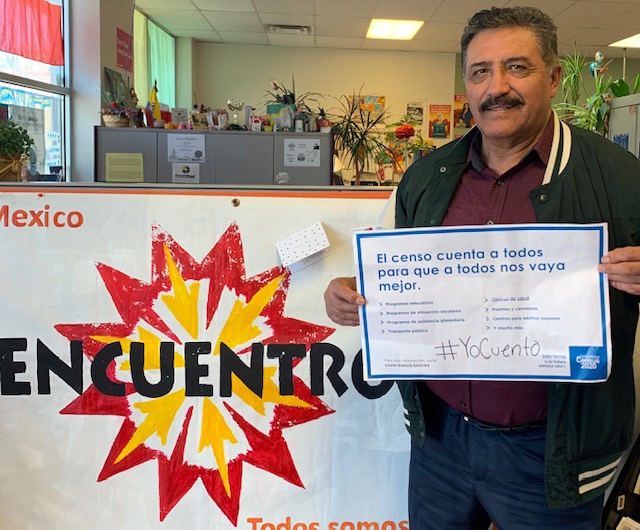 Mexico
ENCUENTRO
Todos somos
El censo cuenta a todos
para que a todos nos vaya
mejor.
Programas educativos
Programas de almuerzos escolares
Programas de asistencia alimentaria
Transporte público
Clínicas de salud
Puentes y carreteras
Centros para adultos mayores
Y mucho más
#YoCuento
Census
2020